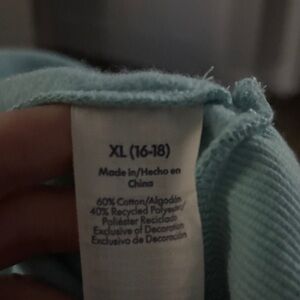 XL (16-18)
Made in/Hecho en
China
60% Cotton/Algodón
40% Recycled Polyester/
Poliéster Reciclado
Exclusive of Decoration
Exclusivo de Decoración